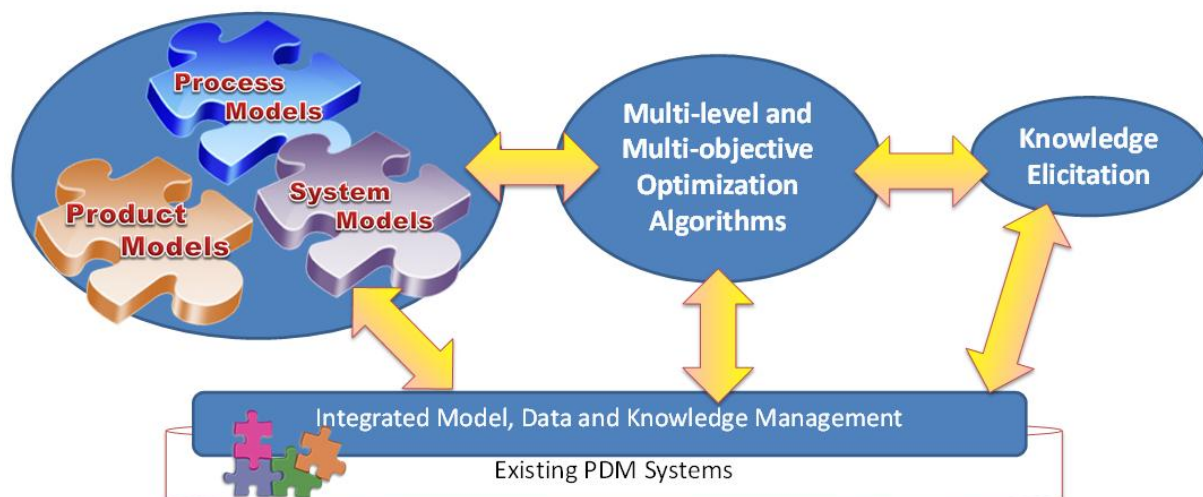 Process
Models
Product
Models
System
Models
Multi-level and
Multi-objective
Optimization
Algorithms
Knowledge
Elicitation
Integrated Model, Data and Knowledge Management
Existing PDM Systems